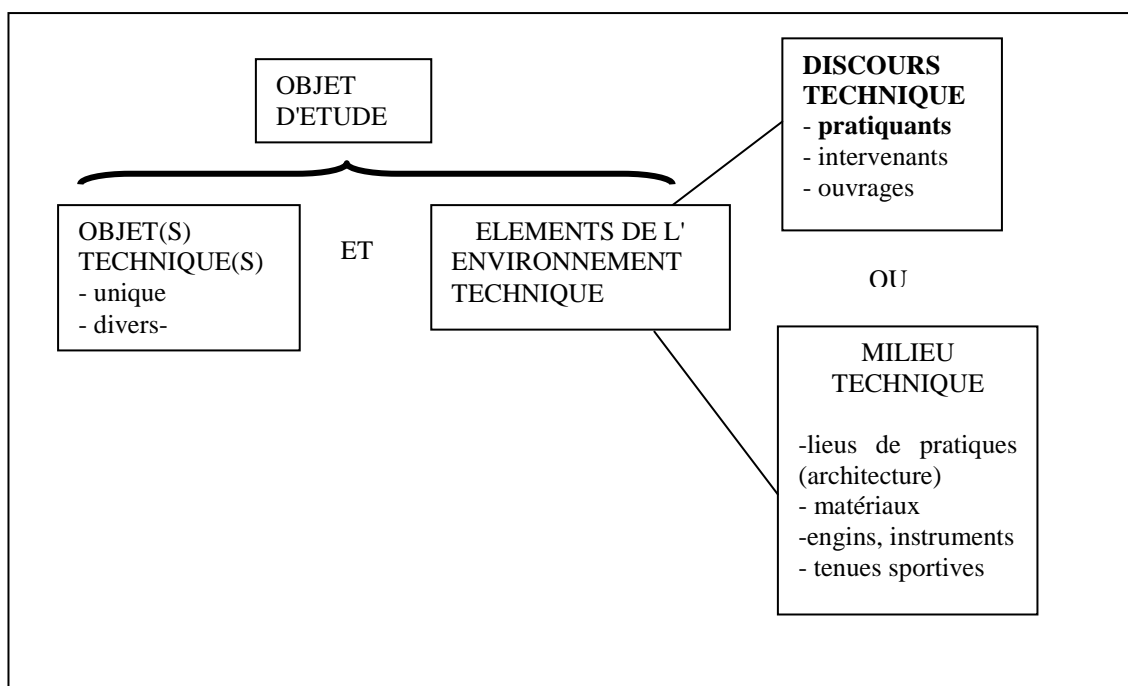 OBJET
D'ETUDE
OBJET(S)
TECHNIQUE(S)
- unique
- divers-
ET
ELEMENTS DE L'
ENVIRONNEMENT
TECHNIQUE
DISCOURS
TECHNIQUE
- pratiquants
- intervenants
- ouvrages
OU
MILIEU
TECHNIQUE
-lieus de pratiques
(architecture)
- matériaux
-engins, instruments
- tenues sportives